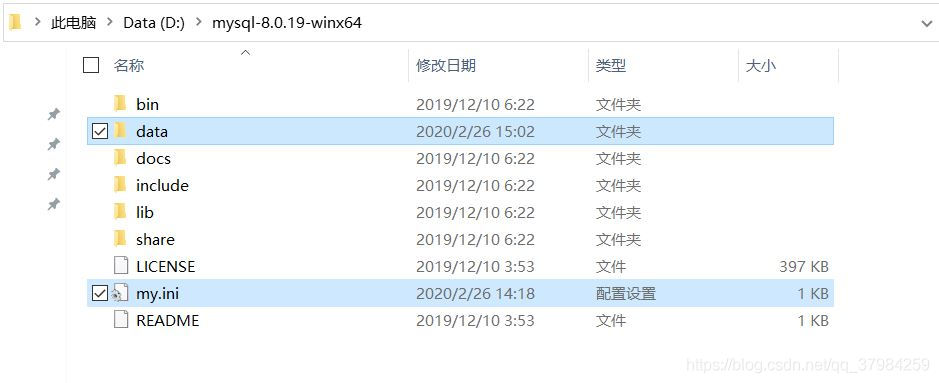 此电脑 > Data (D:) > mysql-8.0.19-winx64
名称 修改日期 类型 大小
bin 2019/12/10 6:22 文件夹
data 2020/2/26 15:02 文件夹
docs 2019/12/10 6:22 文件夹
include 2019/12/10 6:22 文件夹
lib 2019/12/10 6:22 文件夹
share 2019/12/10 6:22 文件夹
LICENSE 2019/12/10 3:53 文件 397 KB
my.ini 2020/2/26 14:18 配置设置 1 KB
README 2019/12/10 3:53 文件 1 KB
https://blog.csdn.net/qq_37984259